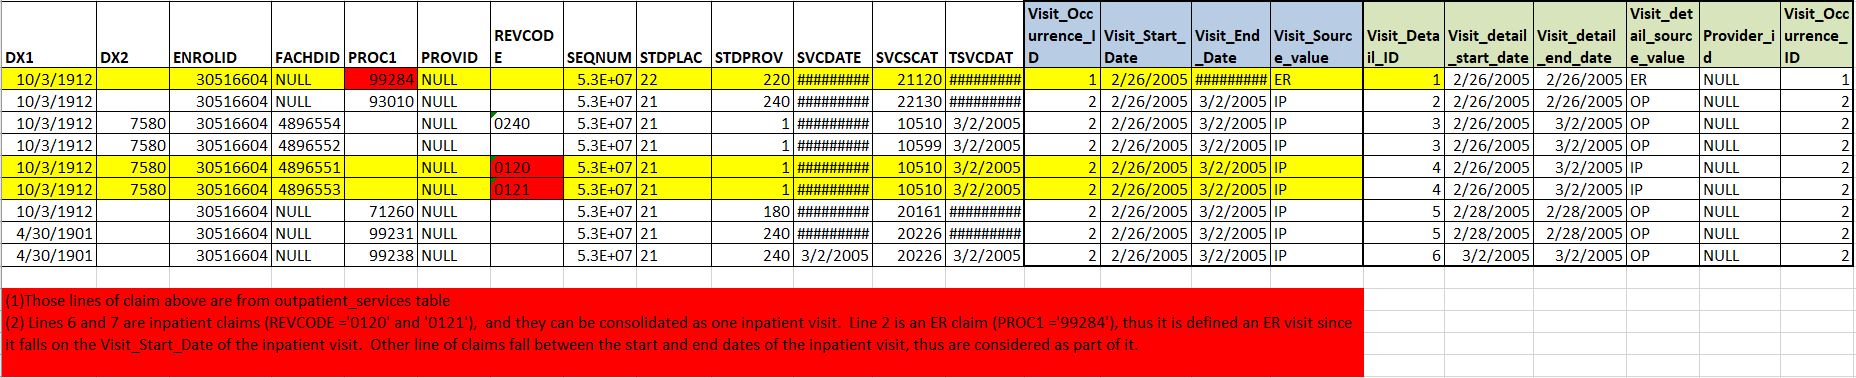 DX1 DX2 ENROLID FACHDID PROC1 PROVID REVCODE SEQNUM STDPLAC STDPROV SVCDATE SVCSCAT TSVCDAT Visit_Occurrence_ID Visit_Start_Date Visit_End_Date Visit_Source_value Visit_Detail_ID Visit_detail_start_date Visit_detail_end_date Visit_detail_source_value Provider_id Visit_Occurrence_ID
10/3/1912 30516604 NULL 99284 NULL 5.3E+07 22 220 ######### 21120 ######### 1 2/26/2005 ######### ER 1 2/26/2005 2/26/2005 ER NULL 1
10/3/1912 30516604 NULL 93010 NULL 5.3E+07 21 240 ######### 22130 ######### 2 2/26/2005 3/2/2005 IP 2 2/26/2005 2/26/2005 OP NULL 2
10/3/1912 7580 30516604 4896554 NULL 0240 5.3E+07 21 1 ######### 10510 3/2/2005 2 2/26/2005 3/2/2005 IP 3 2/26/2005 3/2/2005 OP NULL 2
10/3/1912 7580 30516604 4896552 NULL 5.3E+07 21 1 ######### 10599 3/2/2005 2 2/26/2005 3/2/2005 IP 3 2/26/2005 3/2/2005 OP NULL 2
10/3/1912 7580 30516604 4896551 NULL 0120 5.3E+07 21 1 ######### 10510 3/2/2005 2 2/26/2005 3/2/2005 IP 4 2/26/2005 3/2/2005 IP NULL 2
10/3/1912 7580 30516604 4896553 NULL 0121 5.3E+07 21 1 ######### 10510 3/2/2005 2 2/26/2005 3/2/2005 IP 4 2/26/2005 3/2/2005 IP NULL 2
10/3/1912 30516604 NULL 71260 NULL 5.3E+07 21 180 ######### 20161 ######### 2 2/26/2005 3/2/2005 IP 5 2/28/2005 2/28/2005 OP NULL 2
4/30/1901 30516604 NULL 99231 NULL 5.3E+07 21 240 ######### 20226 ######### 2 2/26/2005 3/2/2005 IP 5 2/28/2005 2/28/2005 OP NULL 2
4/30/1901 30516604 NULL 99238 NULL 5.3E+07 21 240 3/2/2005 20226 3/2/2005 2 2/26/2005 3/2/2005 IP 6 3/2/2005 3/2/2005 OP NULL 2
(1)Those lines of claim above are from outpatient_services table
(2) Lines 6 and 7 are inpatient claims (REVCODE ='0120' and '0121'), and they can be consolidated as one inpatient visit. Line 2 is an ER claim (PROC1 ='99284'), thus it is defined an ER visit since
it falls on the Visit_Start_Date of the inpatient visit. Other line of claims fall between the start and end dates of the inpatient visit, thus are considered as part of it.